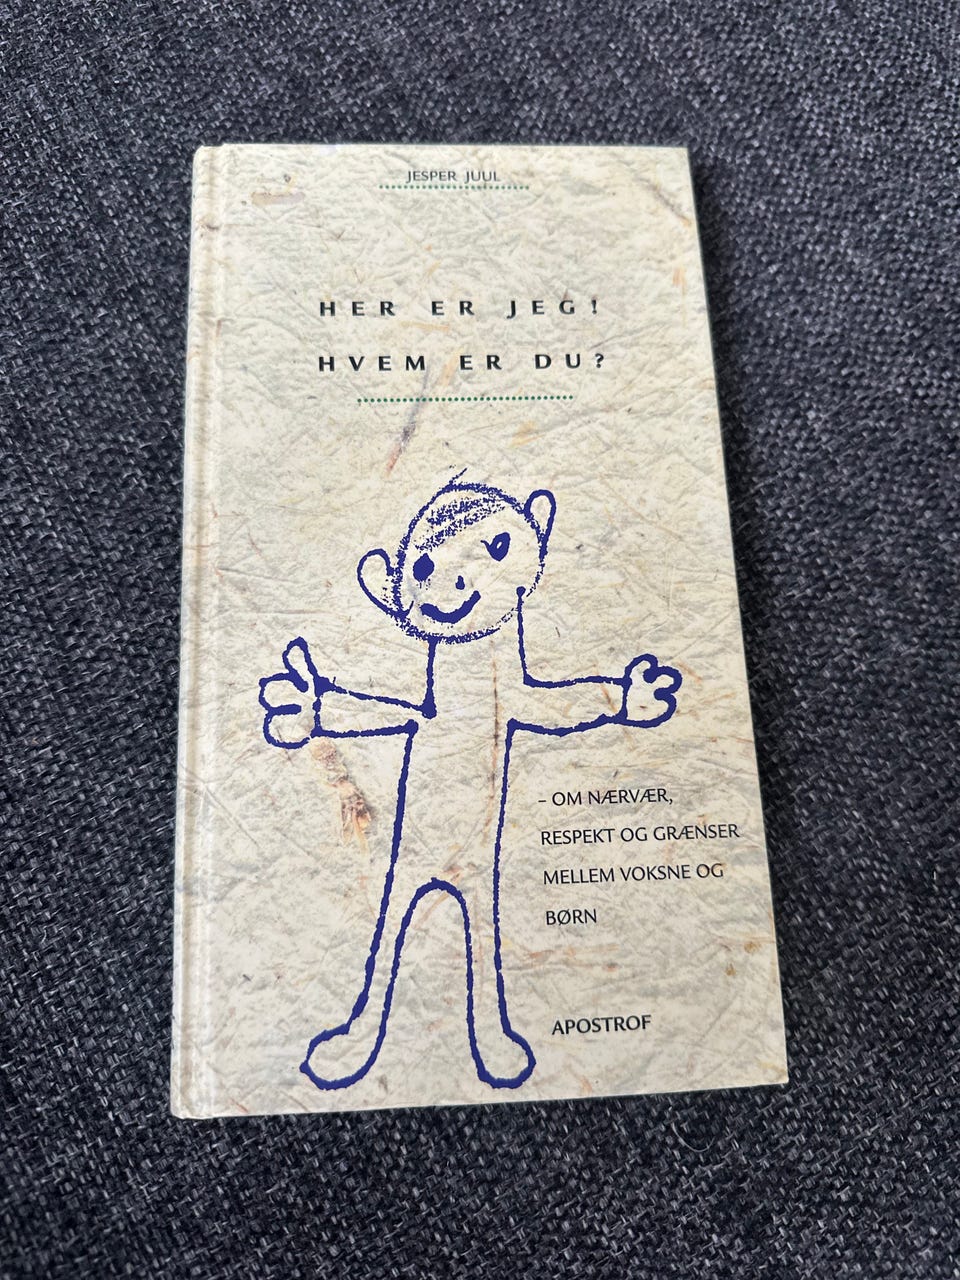 JESPER JUUL
HER ER JEG!
HVEM ER DU?
– OM NÆRVÆR,
RESPEKT OG GRÆNSER
MELLEM VOKSNE OG
BØRN
APOSTROF